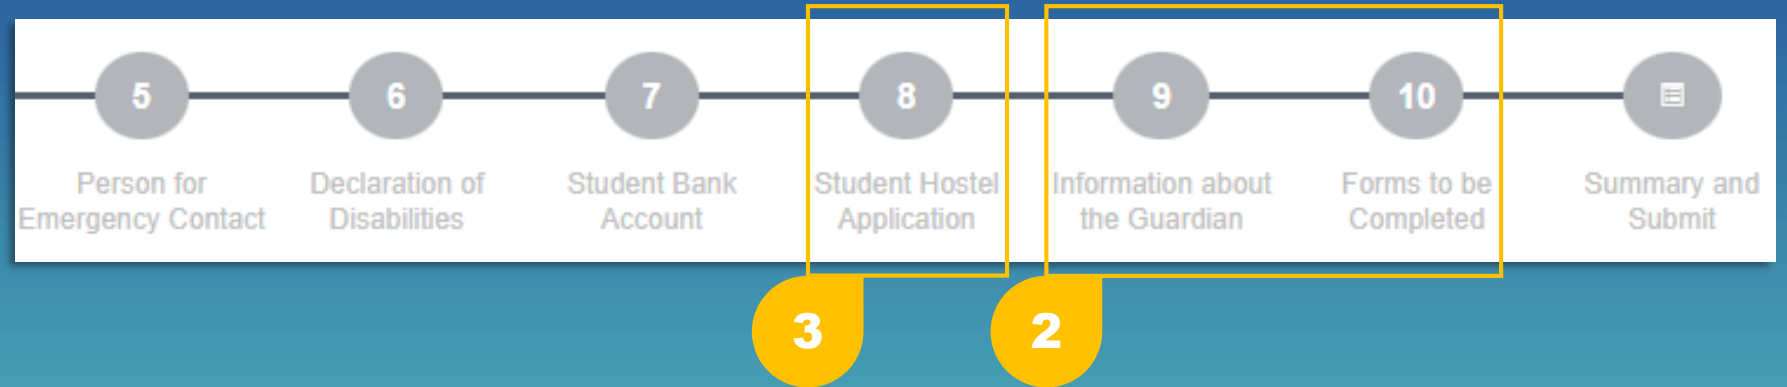 5
6
7
8
9
10
Person for
Emergency Contact
Declaration of
Disabilities
Student Bank
Account
Student Hostel
Application
Information about
the Guardian
Forms to be
Completed
Summary and
Submit
3
2